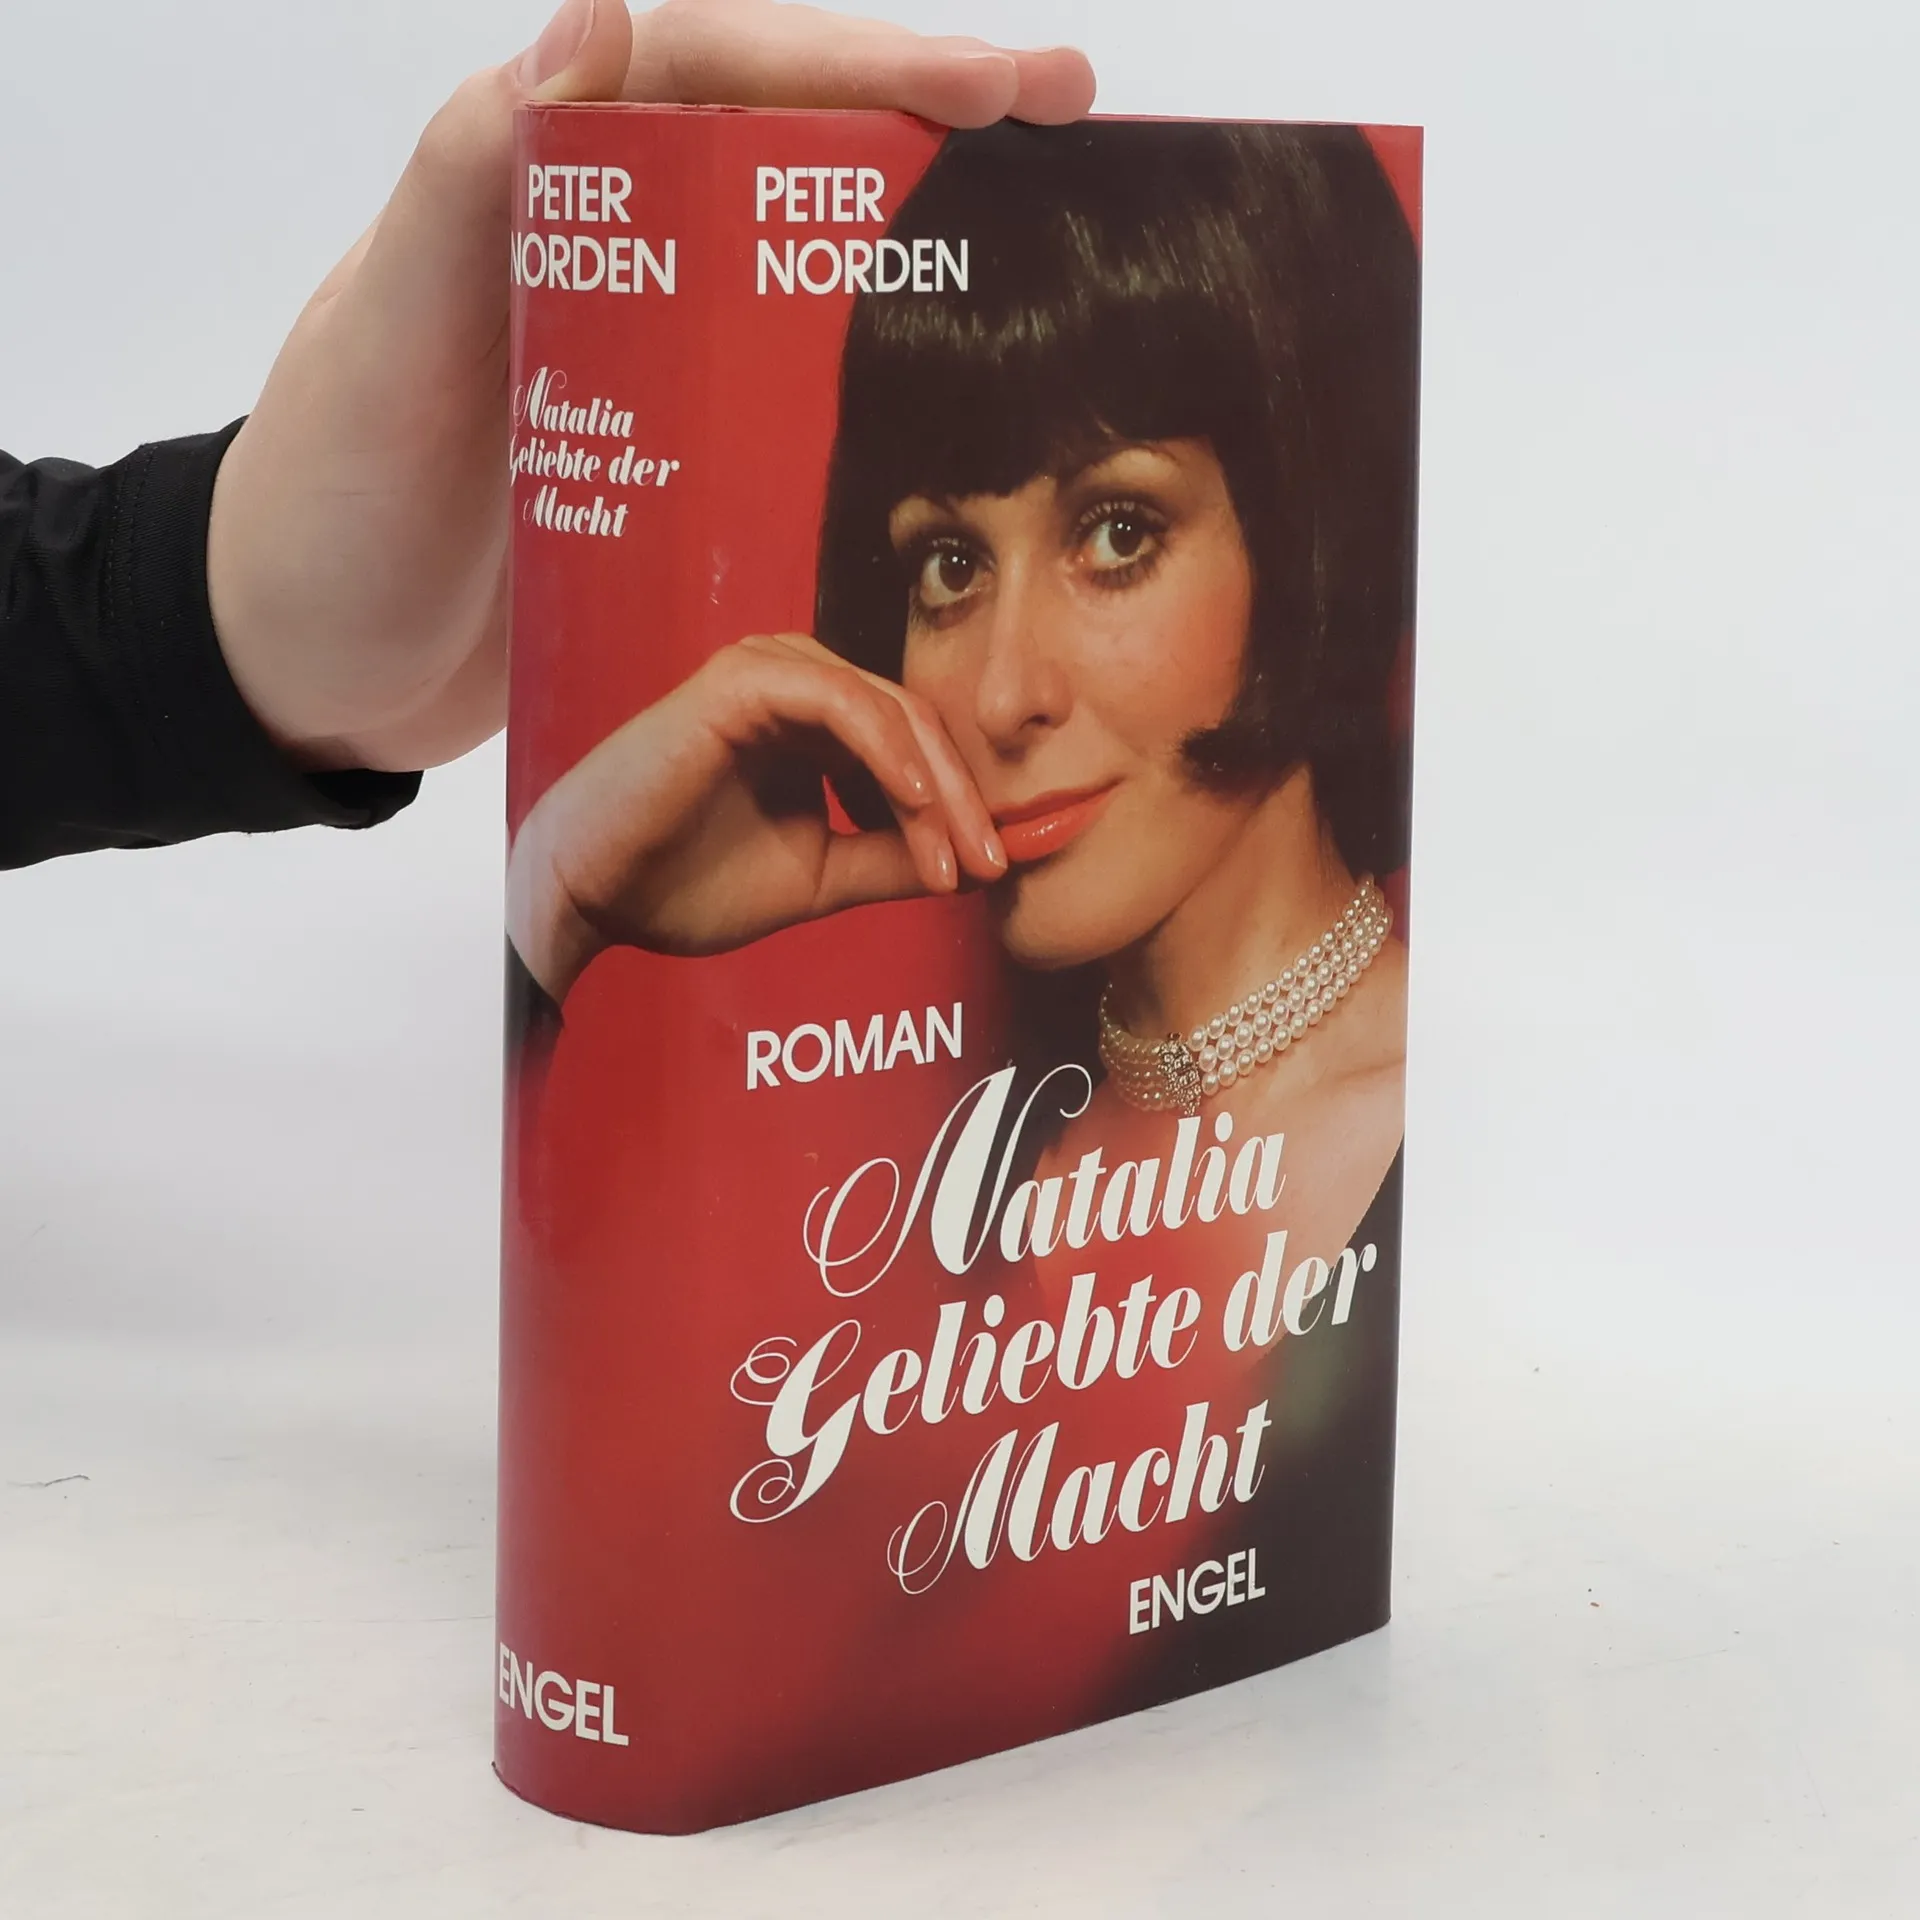 PETER
NORDEN
Natalia
Geliebte der
Macht
ENGEL
PETER
NORDEN
ROMAN
Natalia
Geliebte der
Macht
ENGEL